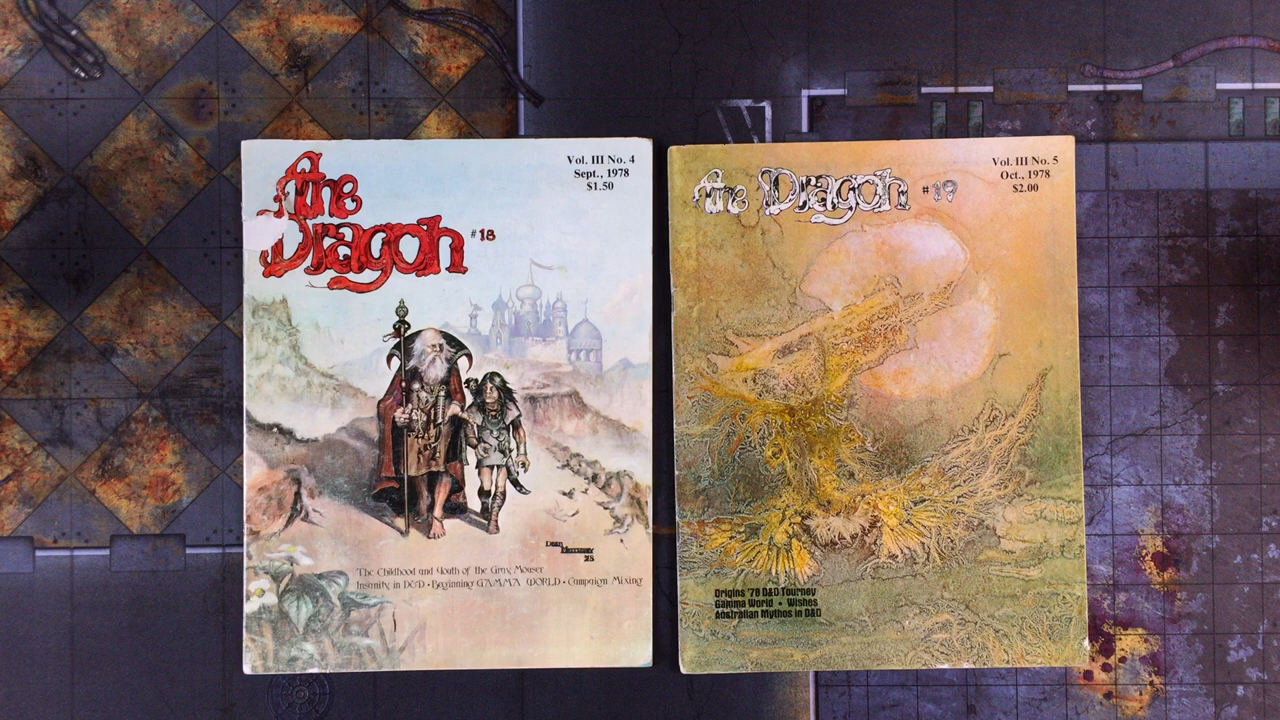 the
Dragon
#18
Vol. III No. 4
Sept., 1978
$1.50
The Childhood and Youth of the Gray Mouser
Insanity in D&D • Beginning GAMMA WORLD • Campaign Mixing
the Dragon #19
Vol. III No. 5
Oct., 1978
$2.00
Origins '78 D&D Tourney
Gamma World • Wishes
Australian Mythos in D&D